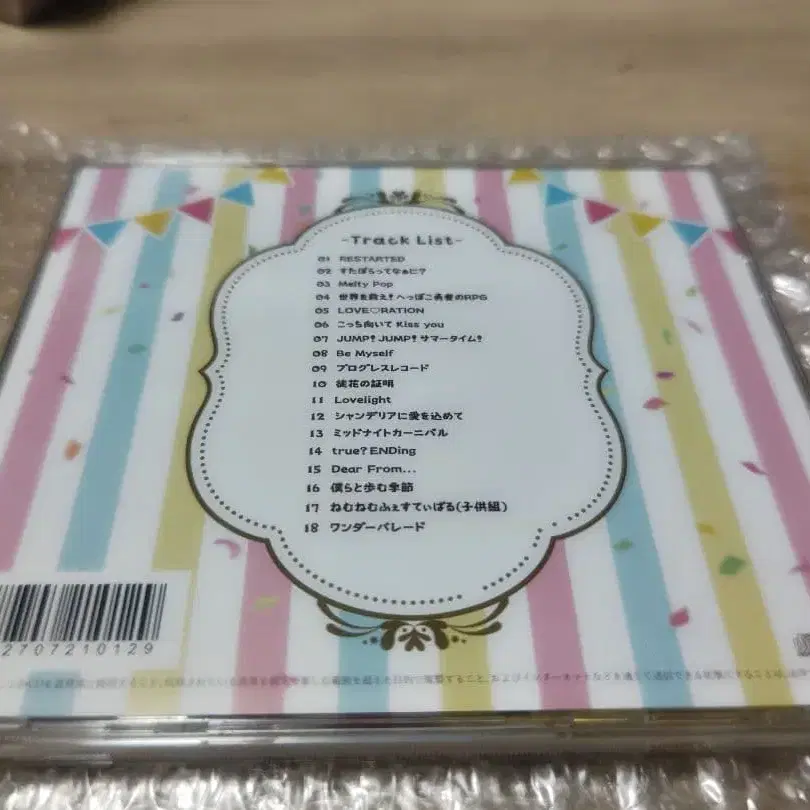 -Track List-
01 RESTARTED
02 すたぽらってなぁに?
03 Melty Pop
04 世界を救え!へっぽこ勇者のRPG
05 LOVE♡RATION
06 こっち向いて Kiss you
07 JUMP! JUMP! サマータイム!
08 Be Myself
09 プログレスレコード
10 徒花の証明
11 Lovelight
12 シャンデリアに愛を込めて
13 ミッドナイトカーニバル
14 true? ENDing
15 Dear From...
16 僕らと歩む季節
17 ねむねむふぇすてぃばる(子供組)
18 ワンダーパレード
2707210129